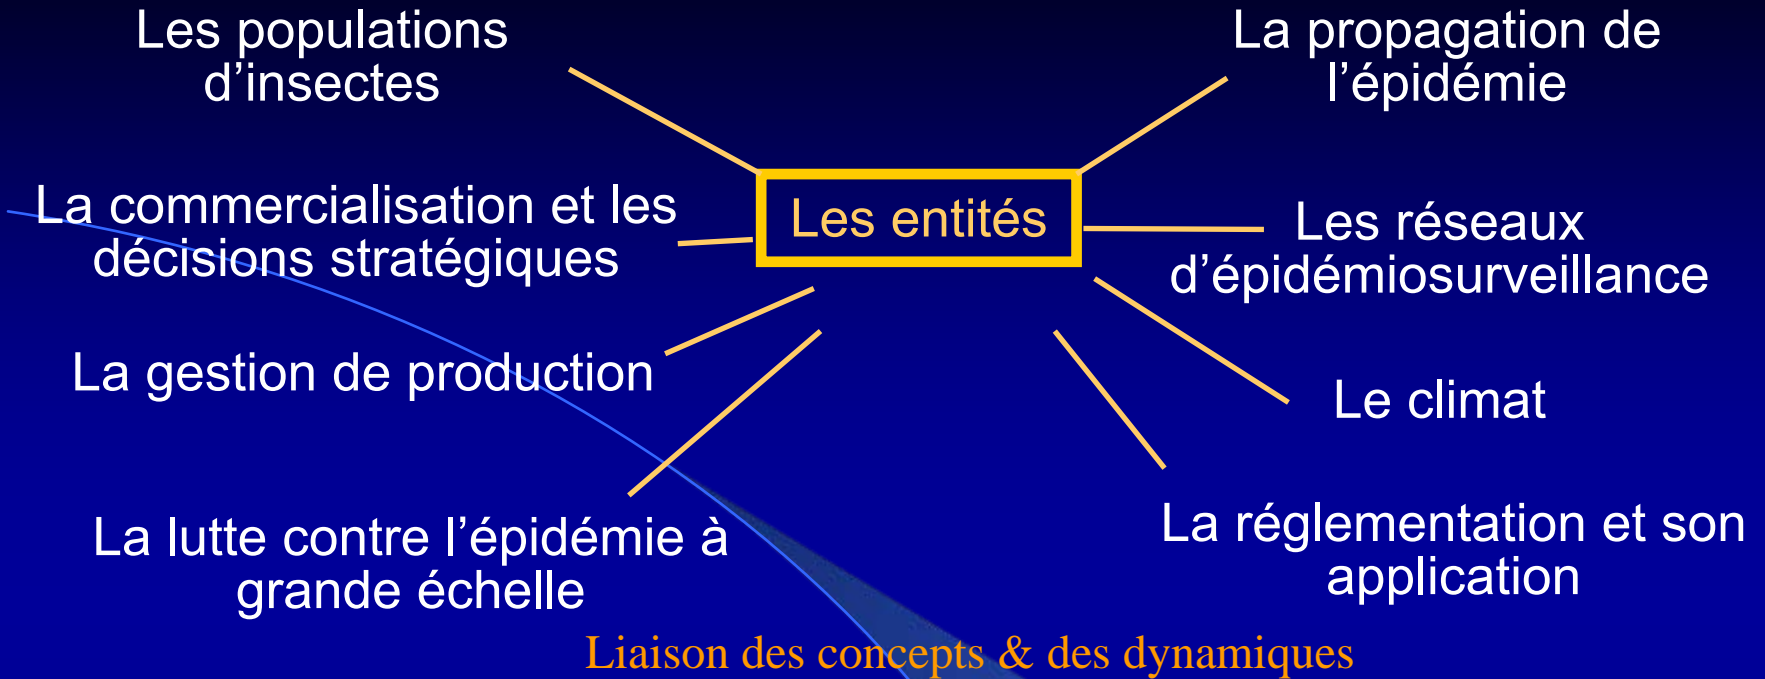 Les populations
d’insectes
La propagation de
l’épidémie
La commercialisation et les
décisions stratégiques
Les entités
Les réseaux
d’épidémiosurveillance
La gestion de production
Le climat
La lutte contre l’épidémie à
grande échelle
La réglementation et son
application
Liaison des concepts & des dynamiques